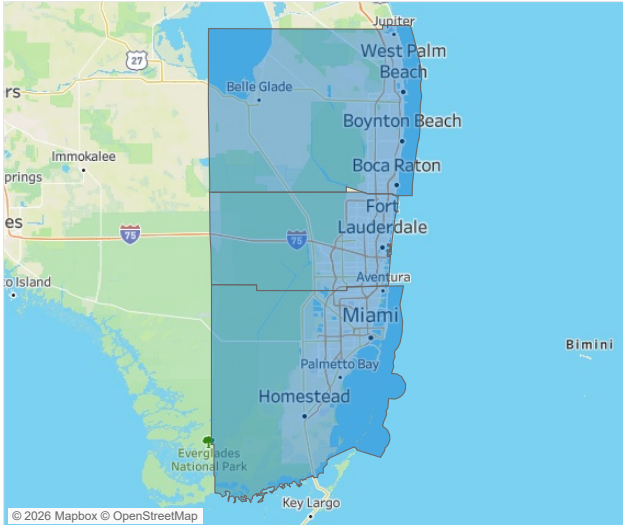 Jupiter
27
West Palm
Beach
rs
Belle Glade
Boynton Beach
Immokalee
Boca Raton
prings
Fort
Lauderdale
es
75
75
Aventura
co Island
Miami
Bimini
Palmetto Bay
Homestead
Everglades
National Park
Key Largo
© 2026 Mapbox © OpenStreetMap